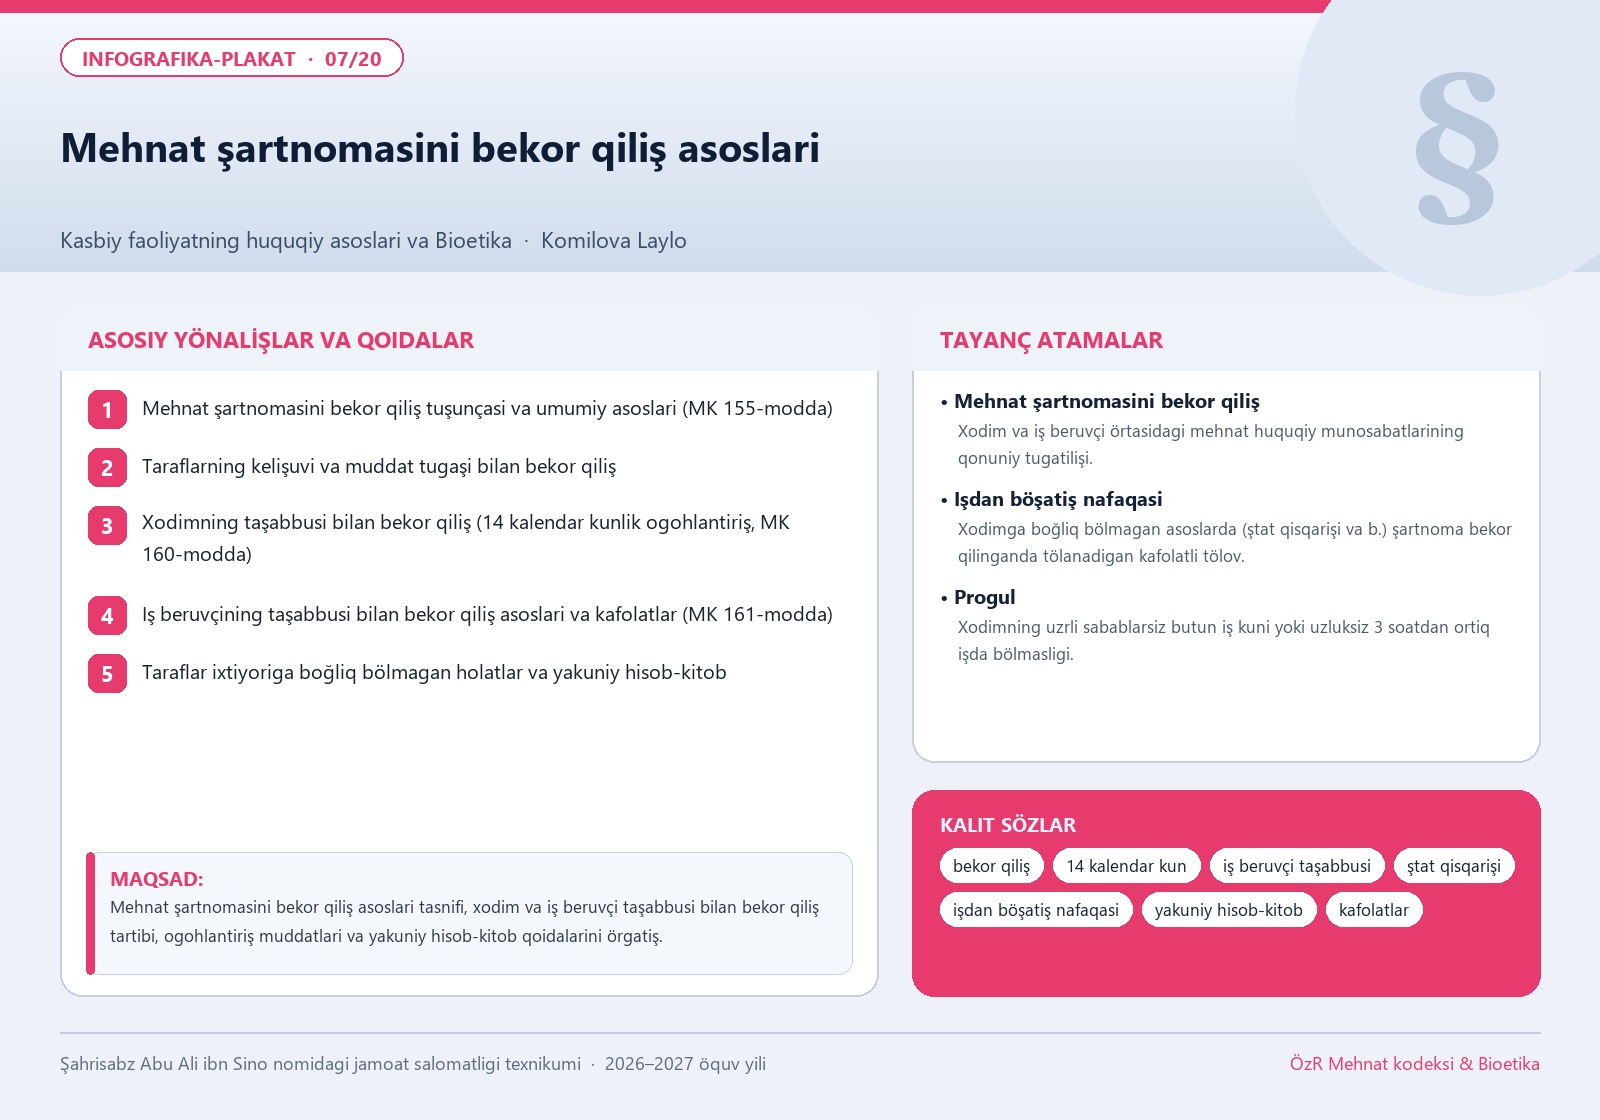 INFOGRAFIKA-PLAKAT · 07/20
§
Mehnat şartnomasini bekor qiliş asoslari
Kasbiy faoliyatning huquqiy asoslari va Bioetika · Komilova Laylo
ASOSIY YÖNALİŞLAR VA QOIDALAR
1 Mehnat şartnomasini bekor qiliş tuşunçasi va umumiy asoslari (MK 155-modda)
2 Taraflarning kelişuvi va muddat tugaşi bilan bekor qiliş
3 Xodimning taşabbusi bilan bekor qiliş (14 kalendar kunlik ogohlantiriş, MK
160-modda)
4 Iş beruvçining taşabbusi bilan bekor qiliş asoslari va kafolatlar (MK 161-modda)
5 Taraflar ixtiyoriga boğliq bölmagan holatlar va yakuniy hisob-kitob
MAQSAD:
Mehnat şartnomasini bekor qiliş asoslari tasnifi, xodim va iş beruvçi taşabbusi bilan bekor qiliş
tartibi, ogohlantiriş muddatlari va yakuniy hisob-kitob qoidalarini örgatiş.
TAYANÇ ATAMALAR
• Mehnat şartnomasini bekor qiliş
Xodim va iş beruvçi örtasidagi mehnat huquqiy munosabatlarining
qonuniy tugatilişi.
• Işdan böşatiş nafaqasi
Xodimga boğliq bölmagan asoslarda (ştat qisqarişi va b.) şartnoma bekor
qilinganda tölanadigan kafolatli tölov.
• Progul
Xodimning uzrli sabablarsiz butun iş kuni yoki uzluksiz 3 soatdan ortiq
işda bölmasligi.
KALIT SÖZLAR
bekor qiliş 14 kalendar kun iş beruvçi taşabbusi ştat qisqarişi
işdan böşatiş nafaqasi yakuniy hisob-kitob kafolatlar
Şahrisabz Abu Ali ibn Sino nomidagi jamoat salomatligi texnikumi · 2026–2027 öquv yili
ÖzR Mehnat kodeksi & Bioetika